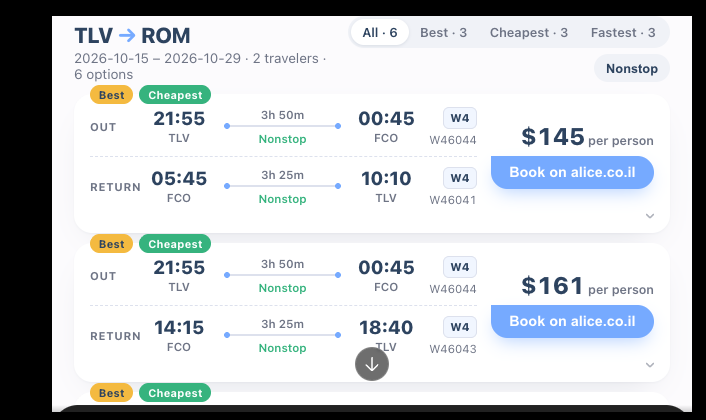 TLV → ROM
All · 6
Best · 3
Cheapest · 3
Fastest · 3
2026-10-15 – 2026-10-29 · 2 travelers ·
6 options
Nonstop
Best
Cheapest
OUT
21:55
TLV
3h 50m
Nonstop
00:45
FCO
W4
W46044
RETURN
05:45
FCO
3h 25m
Nonstop
10:10
TLV
W4
W46041
$145 per person
Book on alice.co.il
Best
Cheapest
OUT
21:55
TLV
3h 50m
Nonstop
00:45
FCO
W4
W46044
RETURN
14:15
FCO
3h 25m
Nonstop
18:40
TLV
W4
W46043
$161 per person
Book on alice.co.il
Best
Cheapest